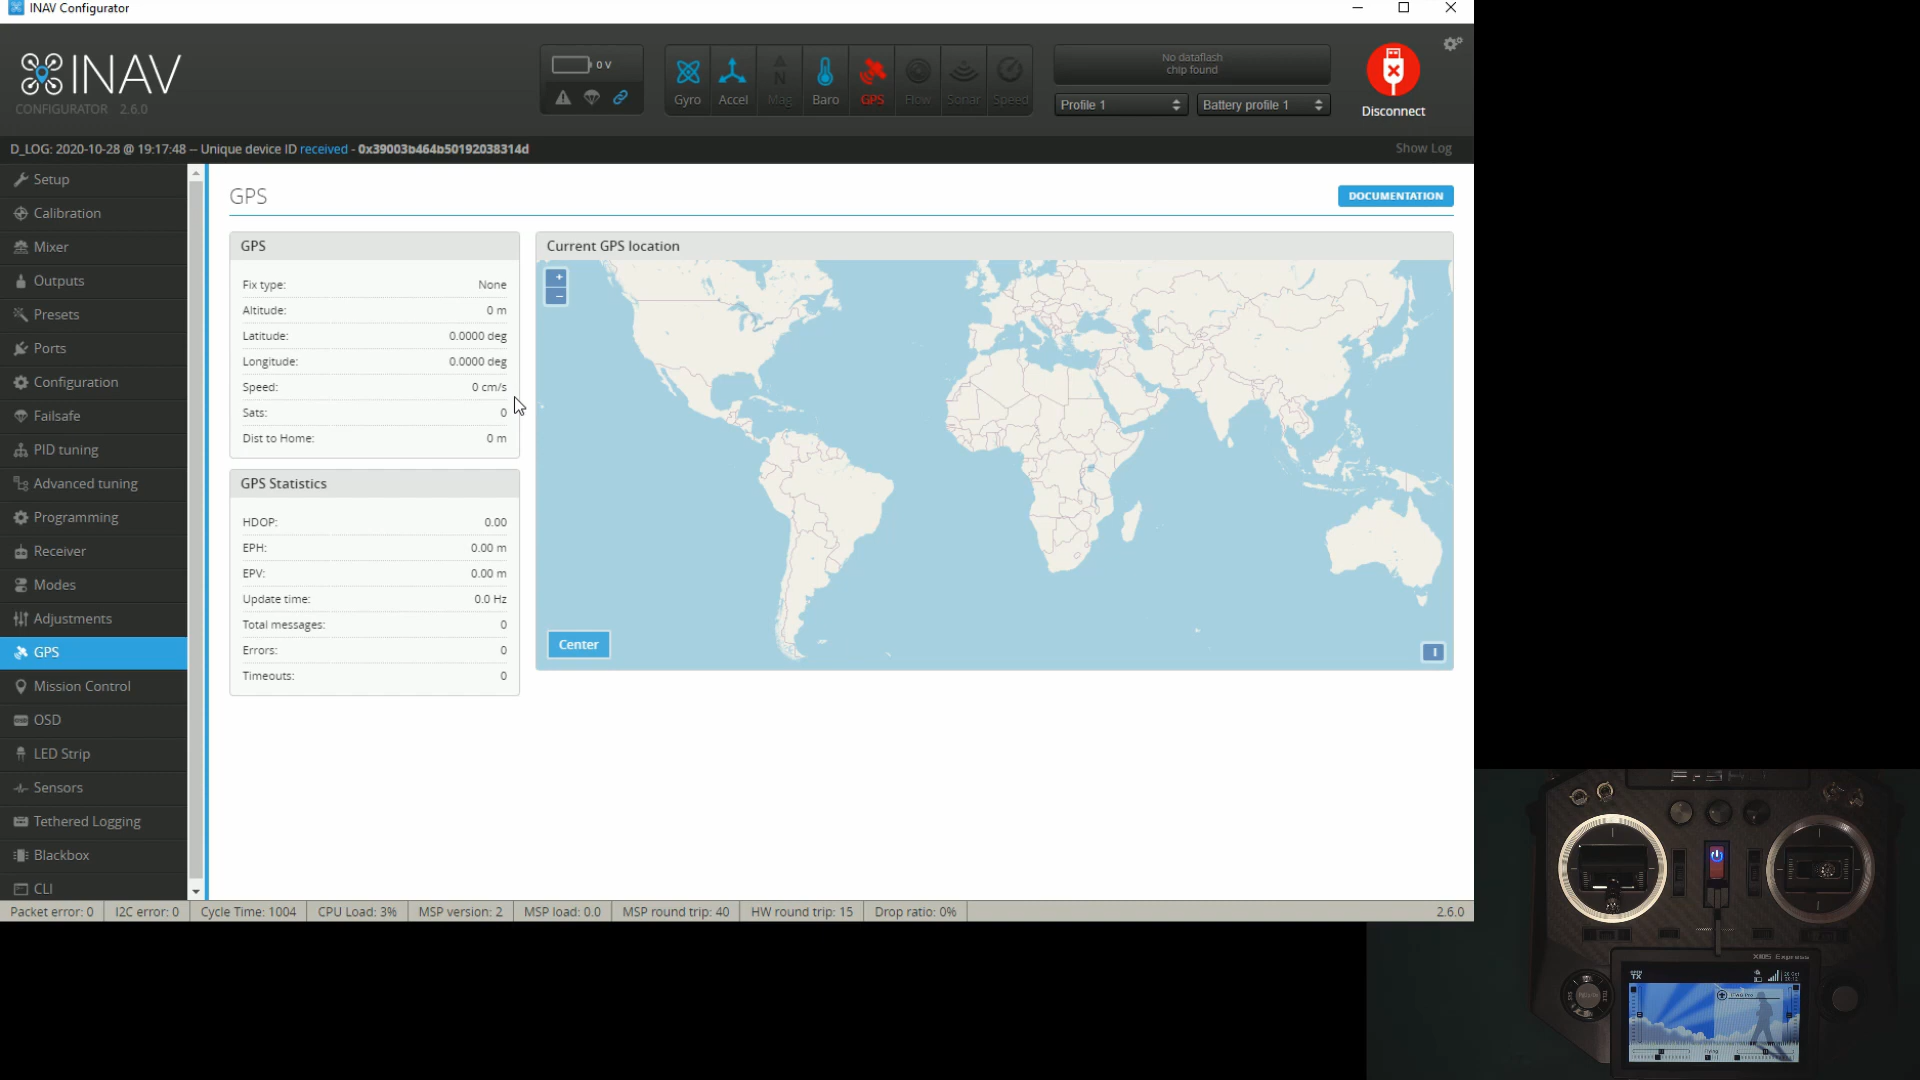 INAV Configurator
INAV
CONFIGURATOR 2.6.0
0 V
Gyro
Accel
Mag
Baro
GPS
Flow
Sonar
Speed
No dataflash
chip found
Profile 1
Battery profile 1
Disconnect
D_LOG: 2020-10-28 @ 19:17:48 -- Unique device ID received - 0x39003b464b50192038314d
Show Log
Setup
Calibration
Mixer
Outputs
Presets
Ports
Configuration
Failsafe
PID tuning
Advanced tuning
Programming
Receiver
Modes
Adjustments
GPS
Mission Control
OSD
LED Strip
Sensors
Tethered Logging
Blackbox
CLI
GPS
DOCUMENTATION
GPS
Fix type: None
Altitude: 0 m
Latitude: 0.0000 deg
Longitude: 0.0000 deg
Speed: 0 cm/s
Sats: 0
Dist to Home: 0 m
GPS Statistics
HDOP: 0.00
EPH: 0.00 m
EPV: 0.00 m
Update time: 0.0 Hz
Total messages: 0
Errors: 0
Timeouts: 0
Current GPS location
+
–
Center
I
Packet error: 0
I2C error: 0
Cycle Time: 1004
CPU Load: 3%
MSP version: 2
MSP load: 0.0
MSP round trip: 40
HW round trip: 15
Drop ratio: 0%
2.6.0
X10S Express
TX